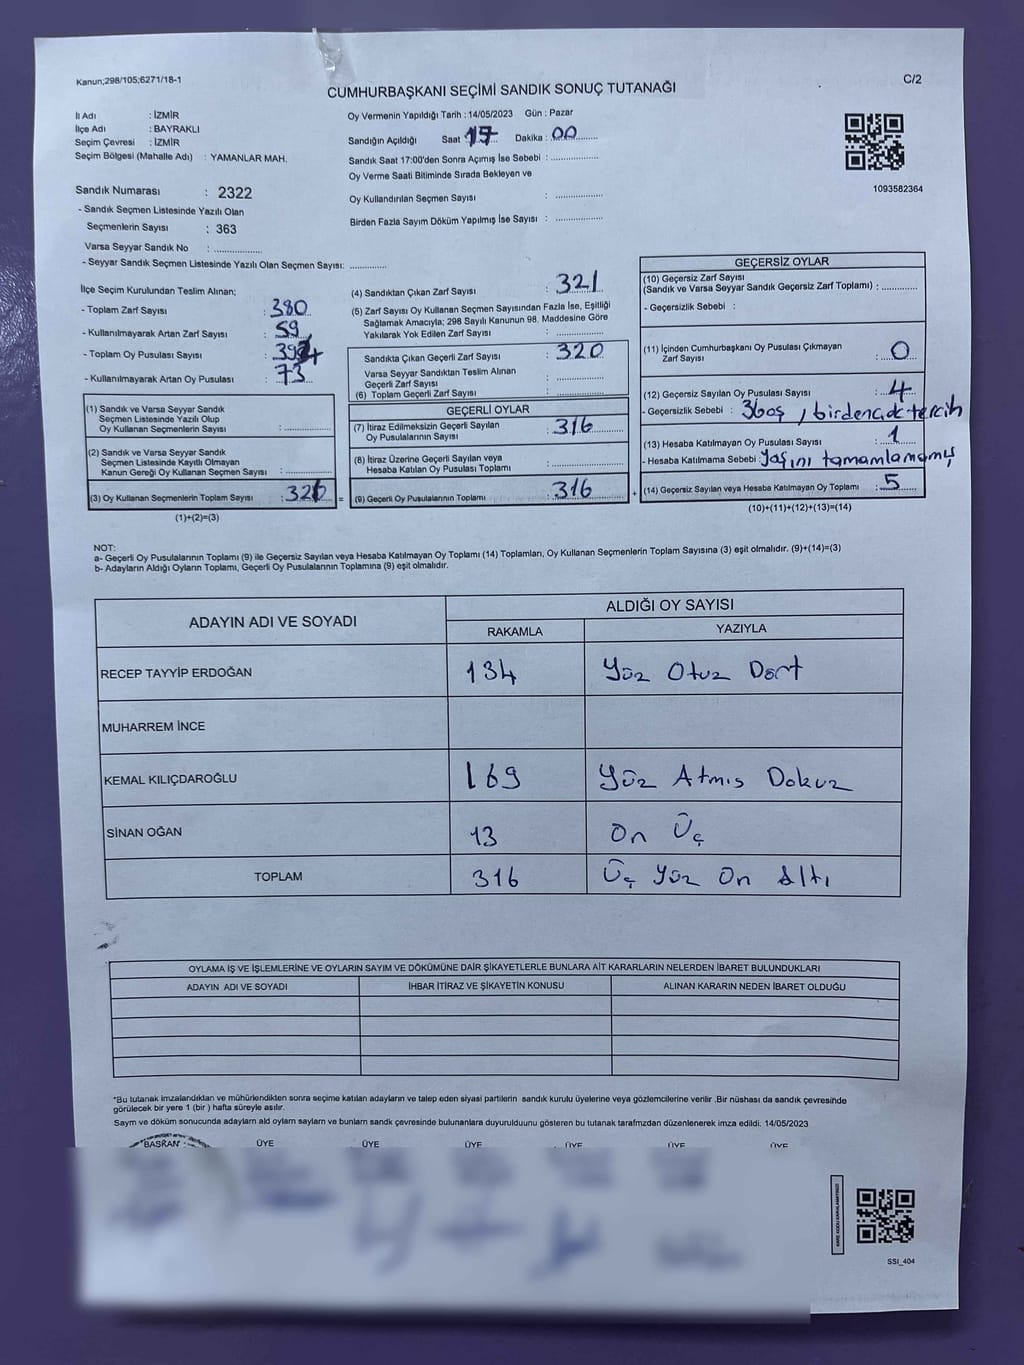 Kanun;298/105;6271/18-1
C/2
CUMHURBAŞKANI SEÇİMİ SANDIK SONUÇ TUTANAĞI
İl Adı : İZMİR
İlçe Adı : BAYRAKLI
Seçim Çevresi : İZMİR
Seçim Bölgesi (Mahalle Adı) : YAMANLAR MAH.
Oy Vermenin Yapıldığı Tarih : 14/05/2023 Gün : Pazar
Sandığın Açıldığı Saat 17 Dakika : 00
Sandık Saat 17:00'den Sonra Açımış İse Sebebi :
Oy Verme Saati Bitiminde Sırada Bekleyen ve
Oy Kullandırılan Seçmen Sayısı :
Birden Fazla Sayım Döküm Yapılmış İse Sayısı :
1093582364
Sandık Numarası : 2322
- Sandık Seçmen Listesinde Yazılı Olan
Seçmenlerin Sayısı : 363
Varsa Seyyar Sandık No :
- Seyyar Sandık Seçmen Listesinde Yazılı Olan Seçmen Sayısı:
İlçe Seçim Kurulundan Teslim Alınan;
- Toplam Zarf Sayısı : 380
- Kullanılmayarak Artan Zarf Sayısı : 59
- Toplam Oy Pusulası Sayısı :
- Kullanılmayarak Artan Oy Pusulası : 73
(1) Sandık ve Varsa Seyyar Sandık
Seçmen Listesinde Yazılı Olup
Oy Kullanan Seçmenlerin Sayısı :
(2) Sandık ve Varsa Seyyar Sandık
Seçmen Listesinde Kayıtlı Olmayan
Kanun Gereği Oy Kullanan Seçmen Sayısı :
(3) Oy Kullanan Seçmenlerin Toplam Sayısı :
(1)+(2)=(3)
(4) Sandıktan Çıkan Zarf Sayısı : 321
(5) Zarf Sayısı Oy Kullanan Seçmen Sayısından Fazla İse, Eşitliği
Sağlamak Amacıyla; 298 Sayılı Kanunun 98. Maddesine Göre
Yakılarak Yok Edilen Zarf Sayısı :
Sandıkta Çıkan Geçerli Zarf Sayısı : 320
Varsa Seyyar Sandıktan Teslim Alınan
Geçerli Zarf Sayısı :
(6) Toplam Geçerli Zarf Sayısı :
GEÇERLİ OYLAR
(7) İtiraz Edilmeksizin Geçerli Sayılan
Oy Pusulalarının Sayısı : 316
(8) İtiraz Üzerine Geçerli Sayılan veya
Hesaba Katılan Oy Pusulası Toplamı :
= (9) Geçerli Oy Pusulalarının Toplamı : 316
GEÇERSİZ OYLAR
(10) Geçersiz Zarf Sayısı
(Sandık ve Varsa Seyyar Sandık Geçersiz Zarf Toplamı) :
- Geçersizlik Sebebi :
(11) İçinden Cumhurbaşkanı Oy Pusulası Çıkmayan
Zarf Sayısı : 0
(12) Geçersiz Sayılan Oy Pusulası Sayısı : 4
- Geçersizlik Sebebi : 3boş, birdençok tercih
(13) Hesaba Katılmayan Oy Pusulası Sayısı : 1
- Hesaba Katılmama Sebebi : Yaşını tamamlamamış
+ (14) Geçersiz Sayılan veya Hesaba Katılmayan Oy Toplamı : 5
(10)+(11)+(12)+(13)=(14)
NOT:
a- Geçerli Oy Pusulalarının Toplamı (9) ile Geçersiz Sayılan veya Hesaba Katılmayan Oy Toplamı (14) Toplamları, Oy Kullanan Seçmenlerin Toplam Sayısına (3) eşit olmalıdır. (9)+(14)=(3)
b- Adayların Aldığı Oyların Toplamı, Geçerli Oy Pusulalarının Toplamına (9) eşit olmalıdır.
ADAYIN ADI VE SOYADI
ALDIĞI OY SAYISI
RAKAMLA YAZIYLA
RECEP TAYYİP ERDOĞAN 134 Yüz Otuz Dört
MUHARREM İNCE
KEMAL KILIÇDAROĞLU 169 Yüz Atmış Dokuz
SİNAN OĞAN 13 On Üç
TOPLAM 316 Üç Yüz On Altı
OYLAMA İŞ VE İŞLEMLERİNE VE OYLARIN SAYIM VE DÖKÜMÜNE DAİR ŞİKAYETLERLE BUNLARA AİT KARARLARIN NELERDEN İBARET BULUNDUKLARI
ADAYIN ADI VE SOYADI İHBAR İTİRAZ VE ŞİKAYETİN KONUSU ALINAN KARARIN NEDEN İBARET OLDUĞU
*Bu tutanak imzalandıktan ve mühürlendikten sonra seçime katılan adayların ve talep eden siyasi partilerin sandık kurulu üyelerine veya gözlemcilerine verilir .Bir nüshası da sandık çevresinde
görülecek bir yere 1 (bir ) hafta süreyle asılır.
Sayım ve döküm sonucunda adayların ald oyların sayların ve bunların sandk çevresinde bulunanlara duyurulduunu gösteren bu tutanak tarafmzdan düzenlenerek imza edildi. 14/05/2023
BAŞKAN ÜYE ÜYE ÜYE ÜYE ÜYE ÜYE
SSI_404